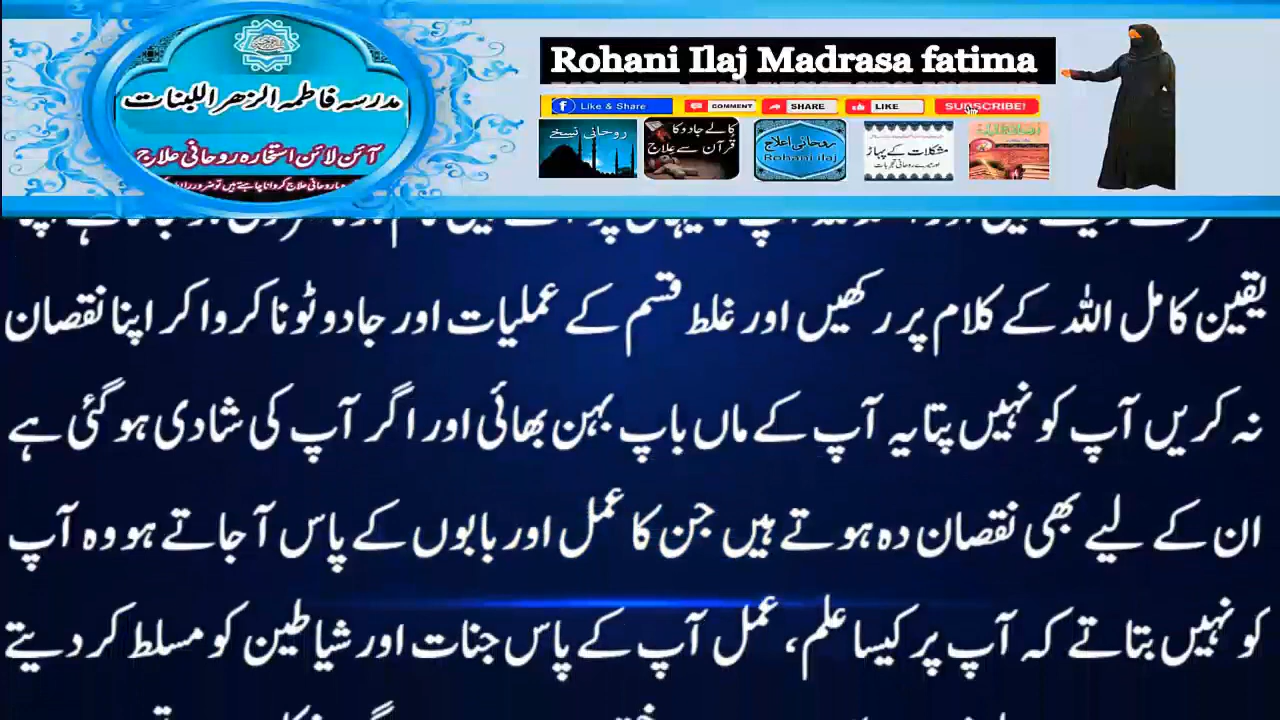 مدرسہ فاطمہ الزھرا للبنات
آئن لائن استخارہ روحانی علاج
Rohani Ilaj Madrasa fatima
Like & Share
COMMENT
SHARE
LIKE
SUBSCRIBE!
روحانی نسخ
کالے جادو کا
قرآن سے علاج
روحانی علاج
Rohani ilaj
مشکلات کے پہاڑ
یقین کامل اللہ کے کلام پر رکھیں اور غلط قسم کے عملیات اور جادو ٹونا کروا کر اپنا نقصان
نہ کریں آپ کو نہیں پتا یہ آپ کے ماں باپ بہن بھائی اور اگر آپ کی شادی ہو گئی ہے
ان کے لیے بھی نقصان دہ ہوتے ہیں جن کا عمل اور بابوں کے پاس آ جاتے ہو وہ آپ
کو نہیں بتاتے کہ آپ پر کیسا علم، عمل آپ کے پاس جنات اور شیاطین کو مسلط کر دیتے